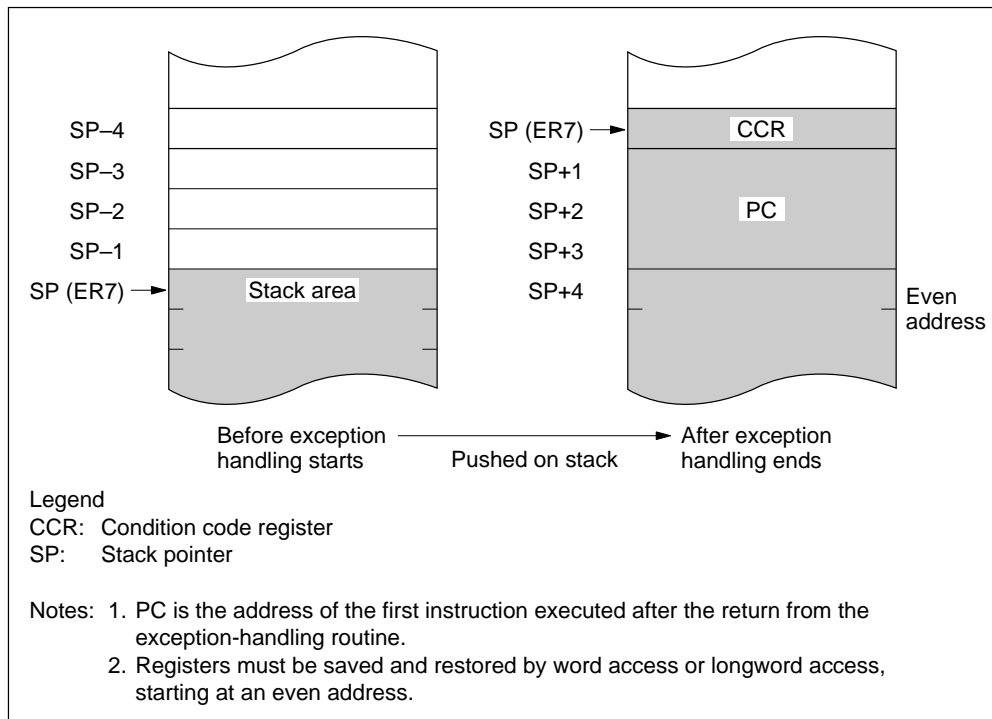 SP–4
SP–3
SP–2
SP–1
SP (ER7)
Stack area
SP (ER7)
CCR
SP+1
SP+2
PC
SP+3
SP+4
Even
address
Before exception
handling starts
Pushed on stack
After exception
handling ends
Legend
CCR: Condition code register
SP: Stack pointer
Notes: 1. PC is the address of the first instruction executed after the return from the
exception-handling routine.
2. Registers must be saved and restored by word access or longword access,
starting at an even address.